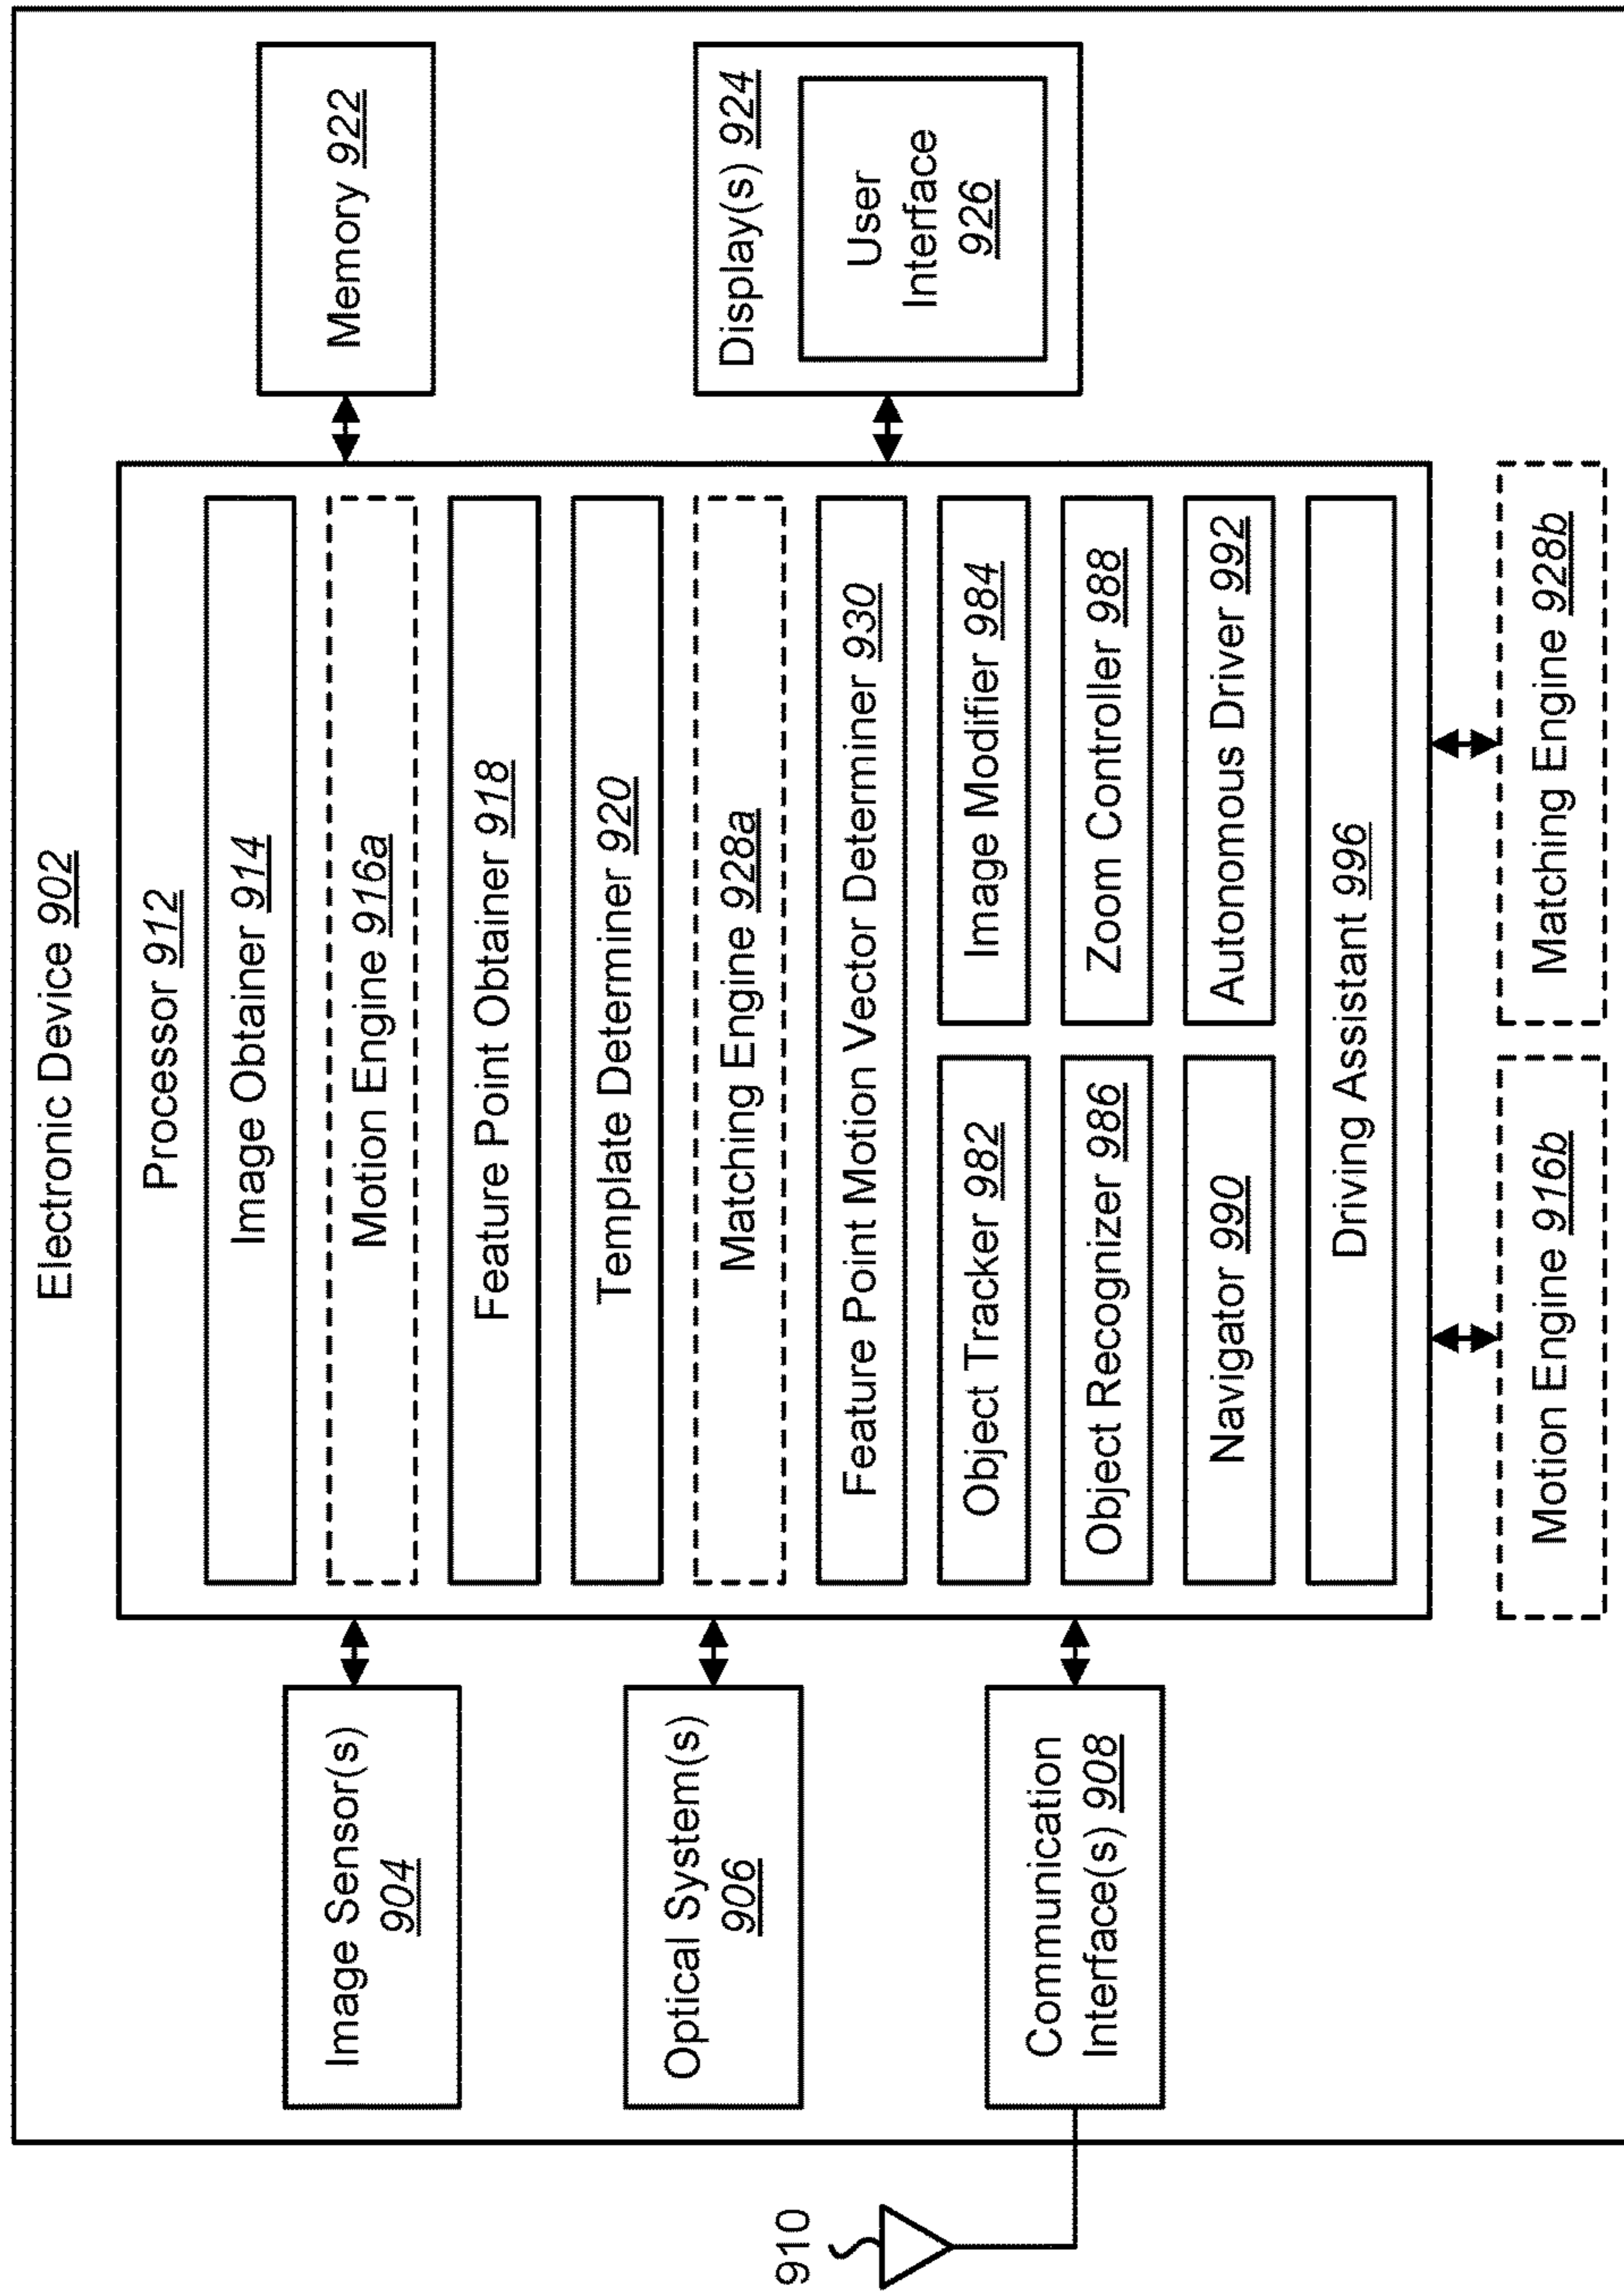 Electronic Device 902
Image Sensor(s)
904
Optical System(s)
906
Communication
Interface(s) 908
910
Processor 912
Image Obtainer 914
Motion Engine 916a
Feature Point Obtainer 918
Template Determiner 920
Matching Engine 928a
Feature Point Motion Vector Determiner 930
Object Tracker 982
Image Modifier 984
Object Recognizer 986
Zoom Controller 988
Navigator 990
Autonomous Driver 992
Driving Assistant 996
Motion Engine 916b
Matching Engine 928b
Memory 922
Display(s) 924
User
Interface
926